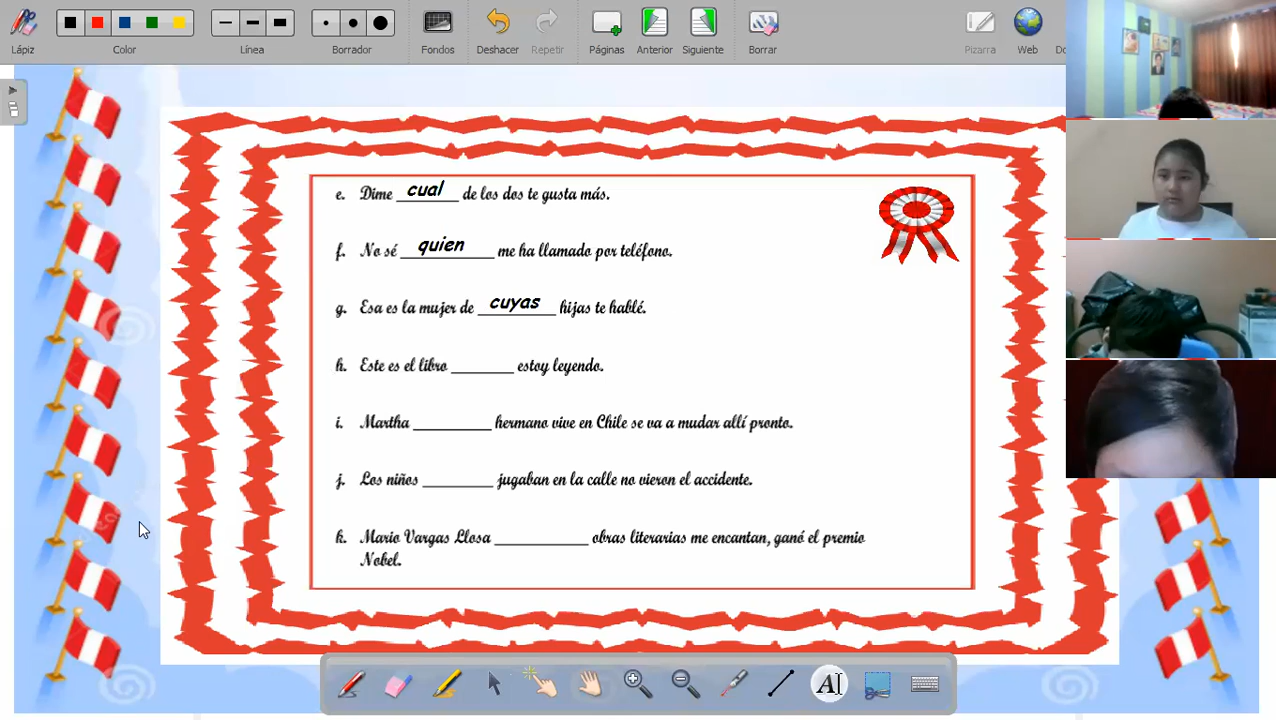 Lápiz Color Línea Borrador Fondos Deshacer Repetir Páginas Anterior Siguiente Borrar Pizarra Web
e. Dime cual de los dos te gusta más.
f. No sé quien me ha llamado por teléfono.
g. Esa es la mujer de cuyas hijas te hablé.
h. Este es el libro ________ estoy leyendo.
i. Martha __________ hermano vive en Chile se va a mudar allí pronto.
j. Los niños _________ jugaban en la calle no vieron el accidente.
k. Mario Vargas Llosa ____________ obras literarias me encantan, ganó el premio
Nobel.
AI